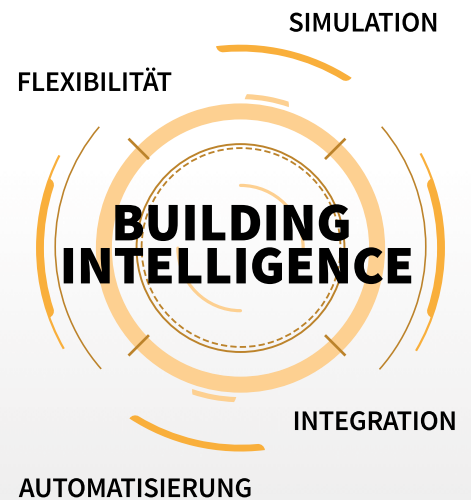 SIMULATION
FLEXIBILITÄT
BUILDING
INTELLIGENCE
INTEGRATION
AUTOMATISIERUNG